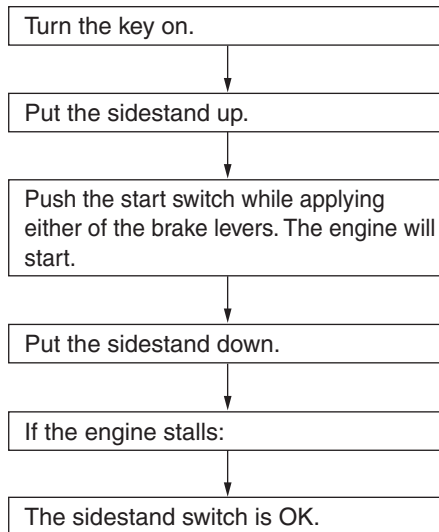 Turn the key on.
Put the sidestand up.
Push the start switch while applying
either of the brake levers. The engine will
start.
Put the sidestand down.
If the engine stalls:
The sidestand switch is OK.